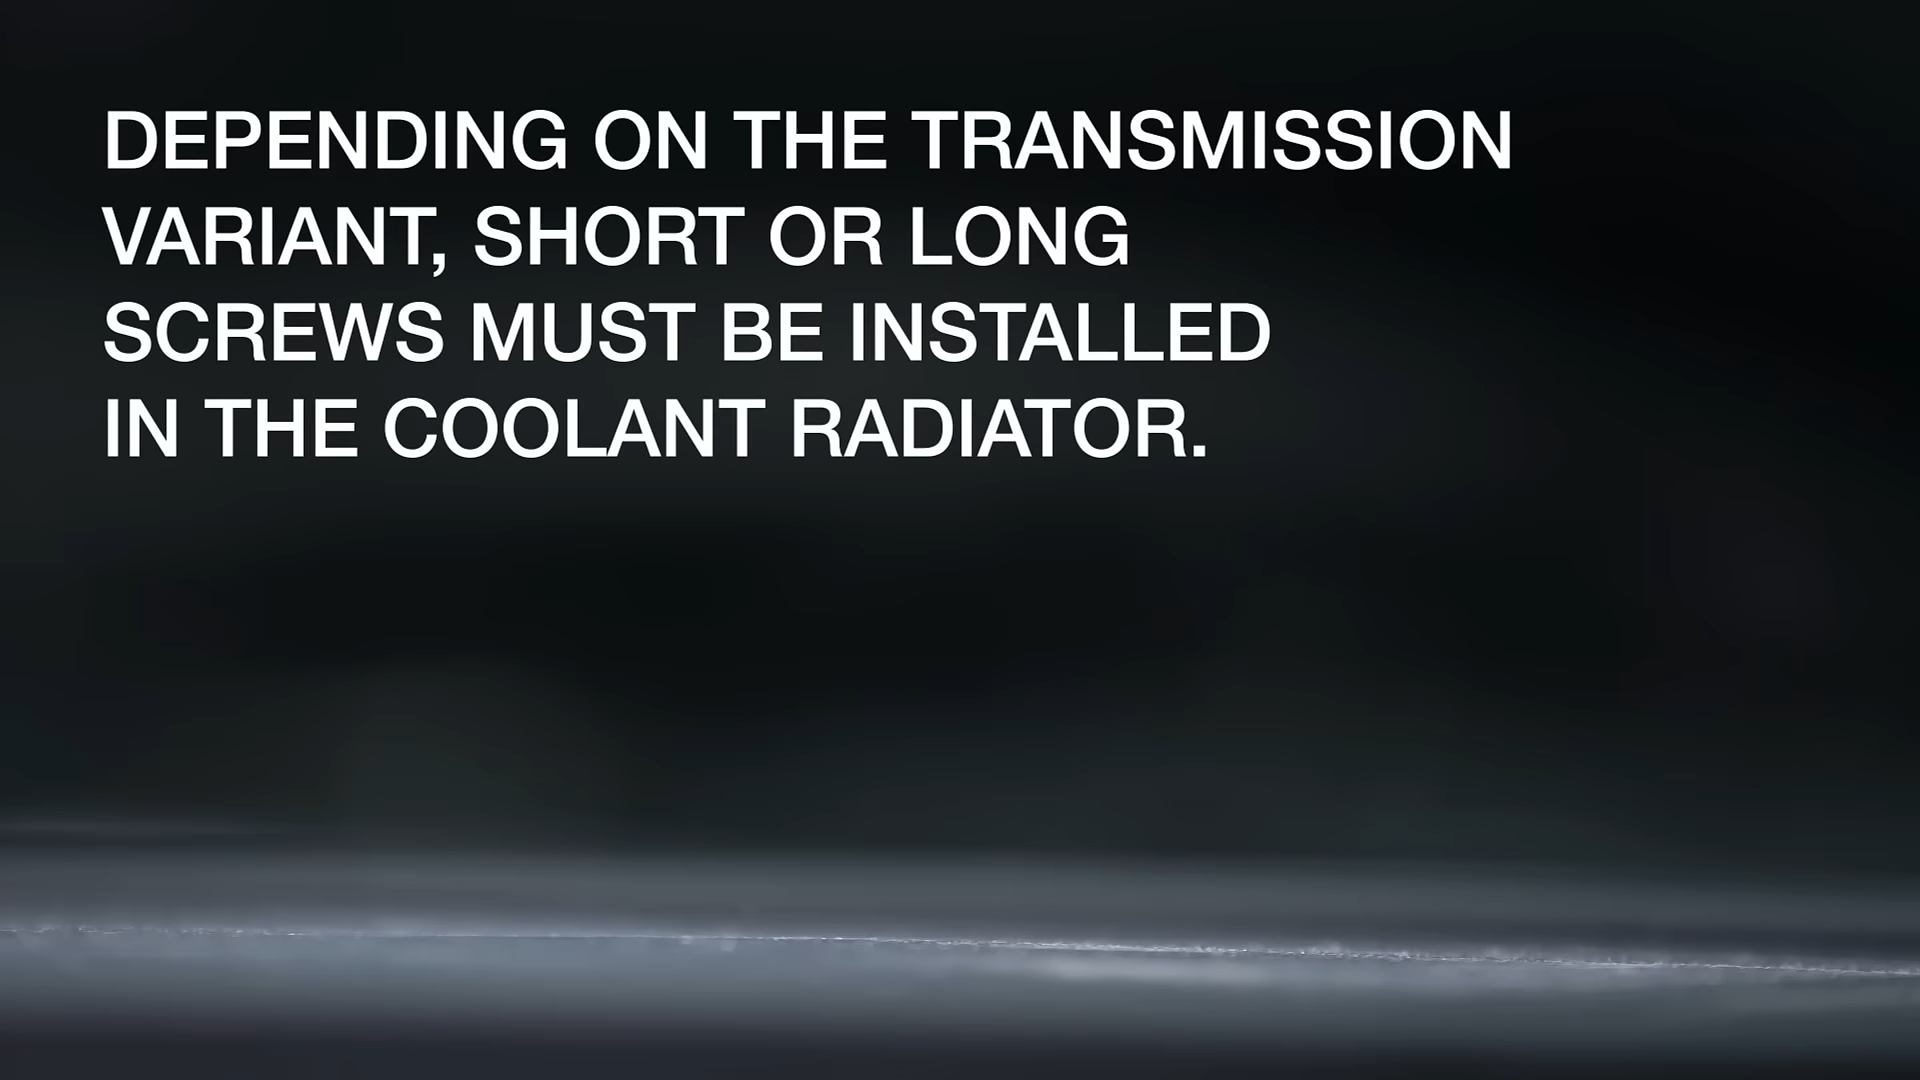 DEPENDING ON THE TRANSMISSION
VARIANT, SHORT OR LONG
SCREWS MUST BE INSTALLED
IN THE COOLANT RADIATOR.